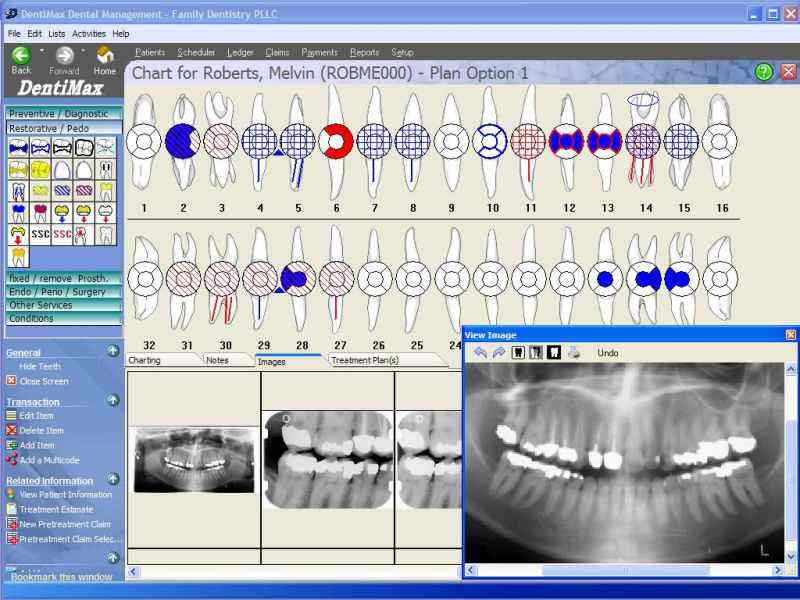 DentiMax Dental Management - Family Dentistry PLLC
File Edit Lists Activities Help
Back Forward Home
Patients Scheduler Ledger Claims Payments Reports Setup
DentiMax
Chart for Roberts, Melvin (ROBME000) - Plan Option 1
Preventive / Diagnostic
Restorative / Pedo
SSC SSC
fixed / remove Prosth.
Endo / Perio / Surgery
Other Services
Conditions
1 2 3 4 5 6 7 8 9 10 11 12 13 14 15 16
32 31 30 29 28 27 26 25 24
Charting Notes Images Treatment Plan(s)
General
Hide Teeth
Close Screen
Transaction
Edit Item
Delete Item
Add Item
Add a Multicode
Related Information
View Patient Information
Treatment Estimate
New Pretreatment Claim
Pretreatment Claim Selec...
Bookmark this window
View Image
Undo
L